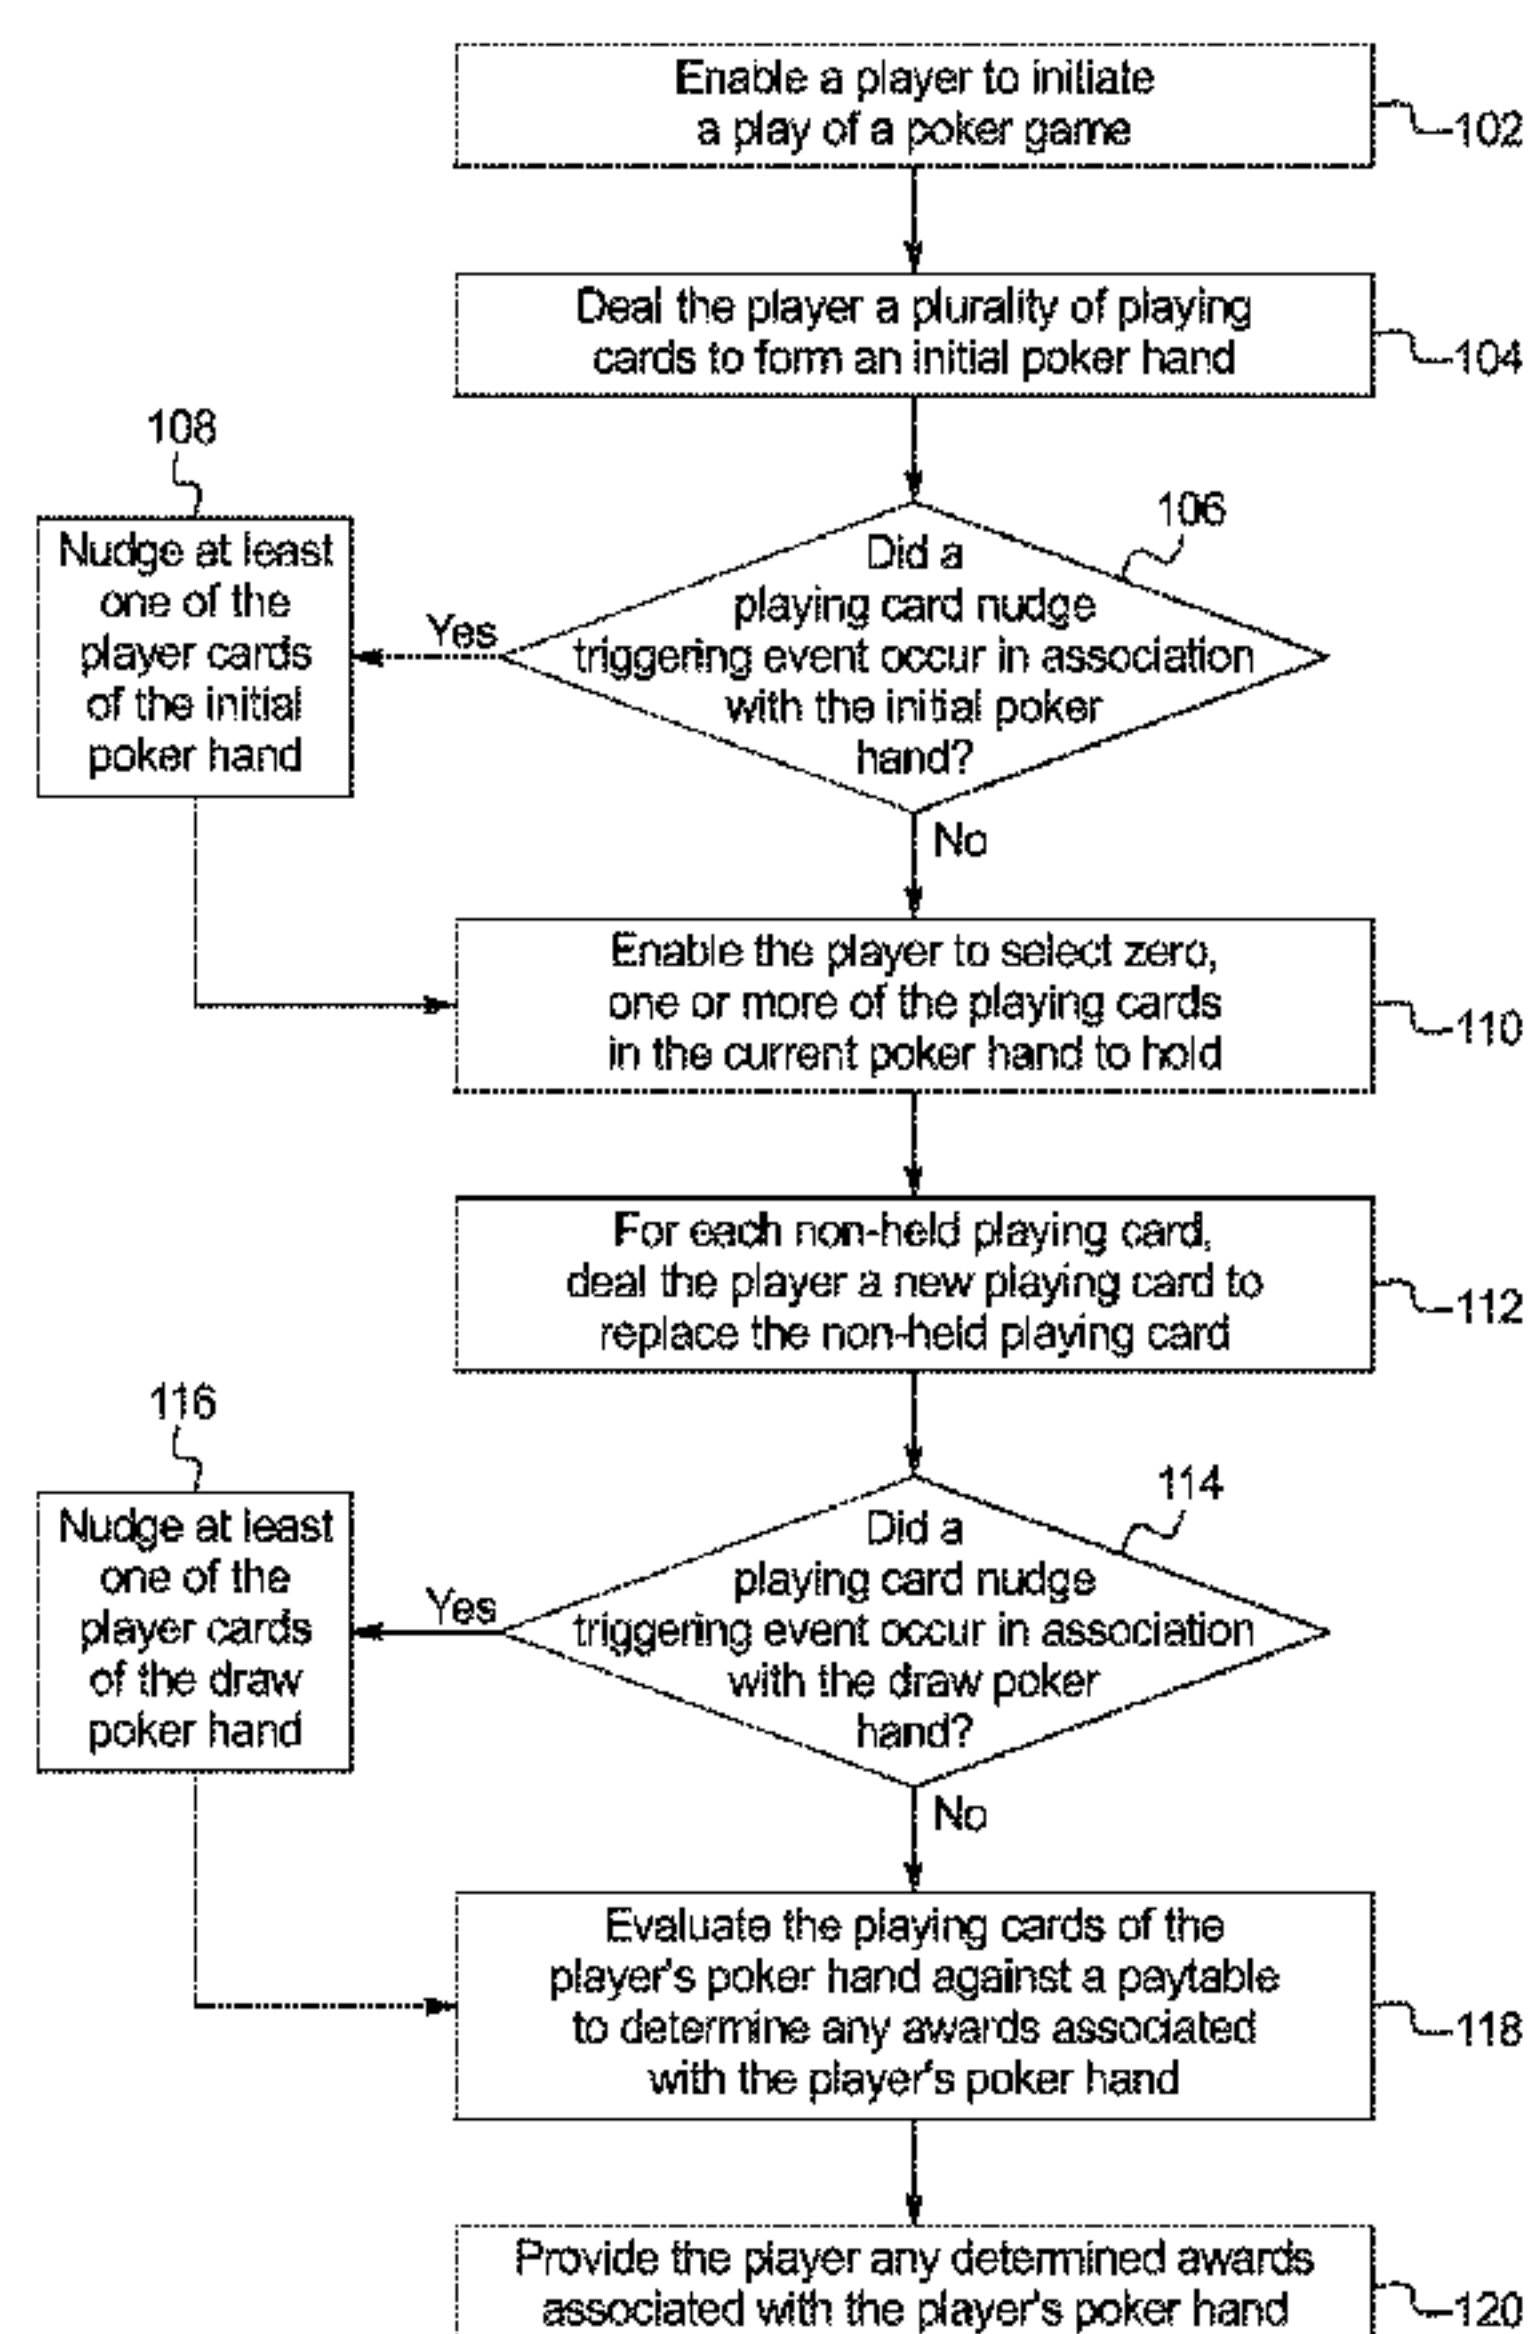 Enable a player to initiate
a play of a poker game
102
Deal the player a plurality of playing
cards to form an initial poker hand
104
108
Nudge at least
one of the
player cards
of the initial
poker hand
Yes
106
Did a
playing card nudge
triggering event occur in association
with the initial poker
hand?
No
Enable the player to select zero,
one or more of the playing cards
in the current poker hand to hold
110
For each non-held playing card,
deal the player a new playing card to
replace the non-held playing card
112
116
Nudge at least
one of the
player cards
of the draw
poker hand
Yes
114
Did a
playing card nudge
triggering event occur in association
with the draw poker
hand?
No
Evaluate the playing cards of the
player's poker hand against a paytable
to determine any awards associated
with the player's poker hand
118
Provide the player any determined awards
associated with the player's poker hand
120